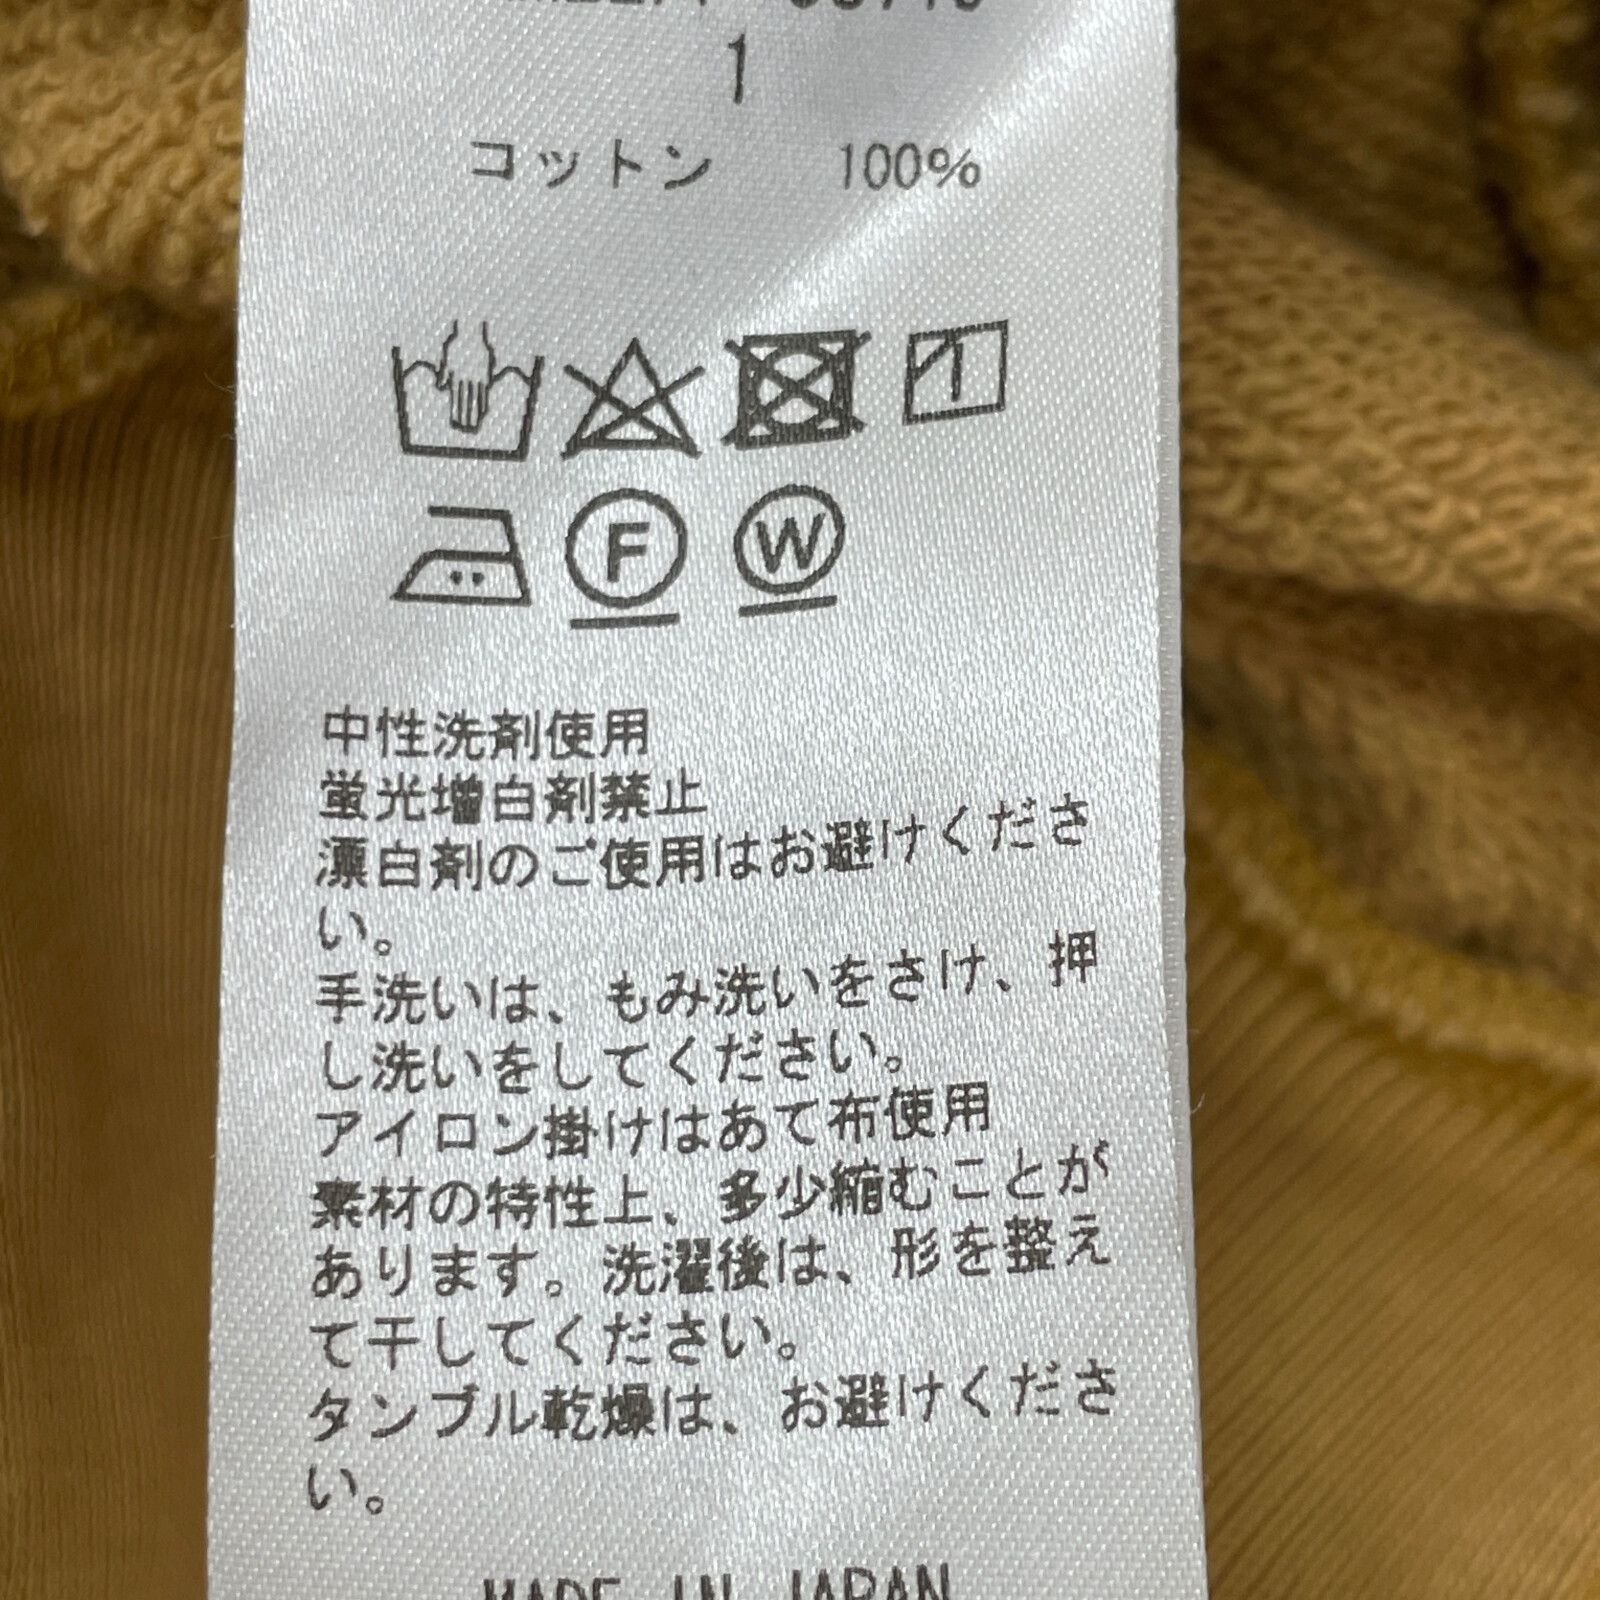 1
コットン 100%
F W
中性洗剤使用
蛍光増白剤禁止
漂白剤のご使用はお避けくださ
い。
手洗いは、もみ洗いをさけ、押
し洗いをしてください。
アイロン掛けはあて布使用
素材の特性上、多少縮むことが
あります。洗濯後は、形を整え
て干してください。
タンブル乾燥は、お避けくださ
い。
MADE IN JAPAN